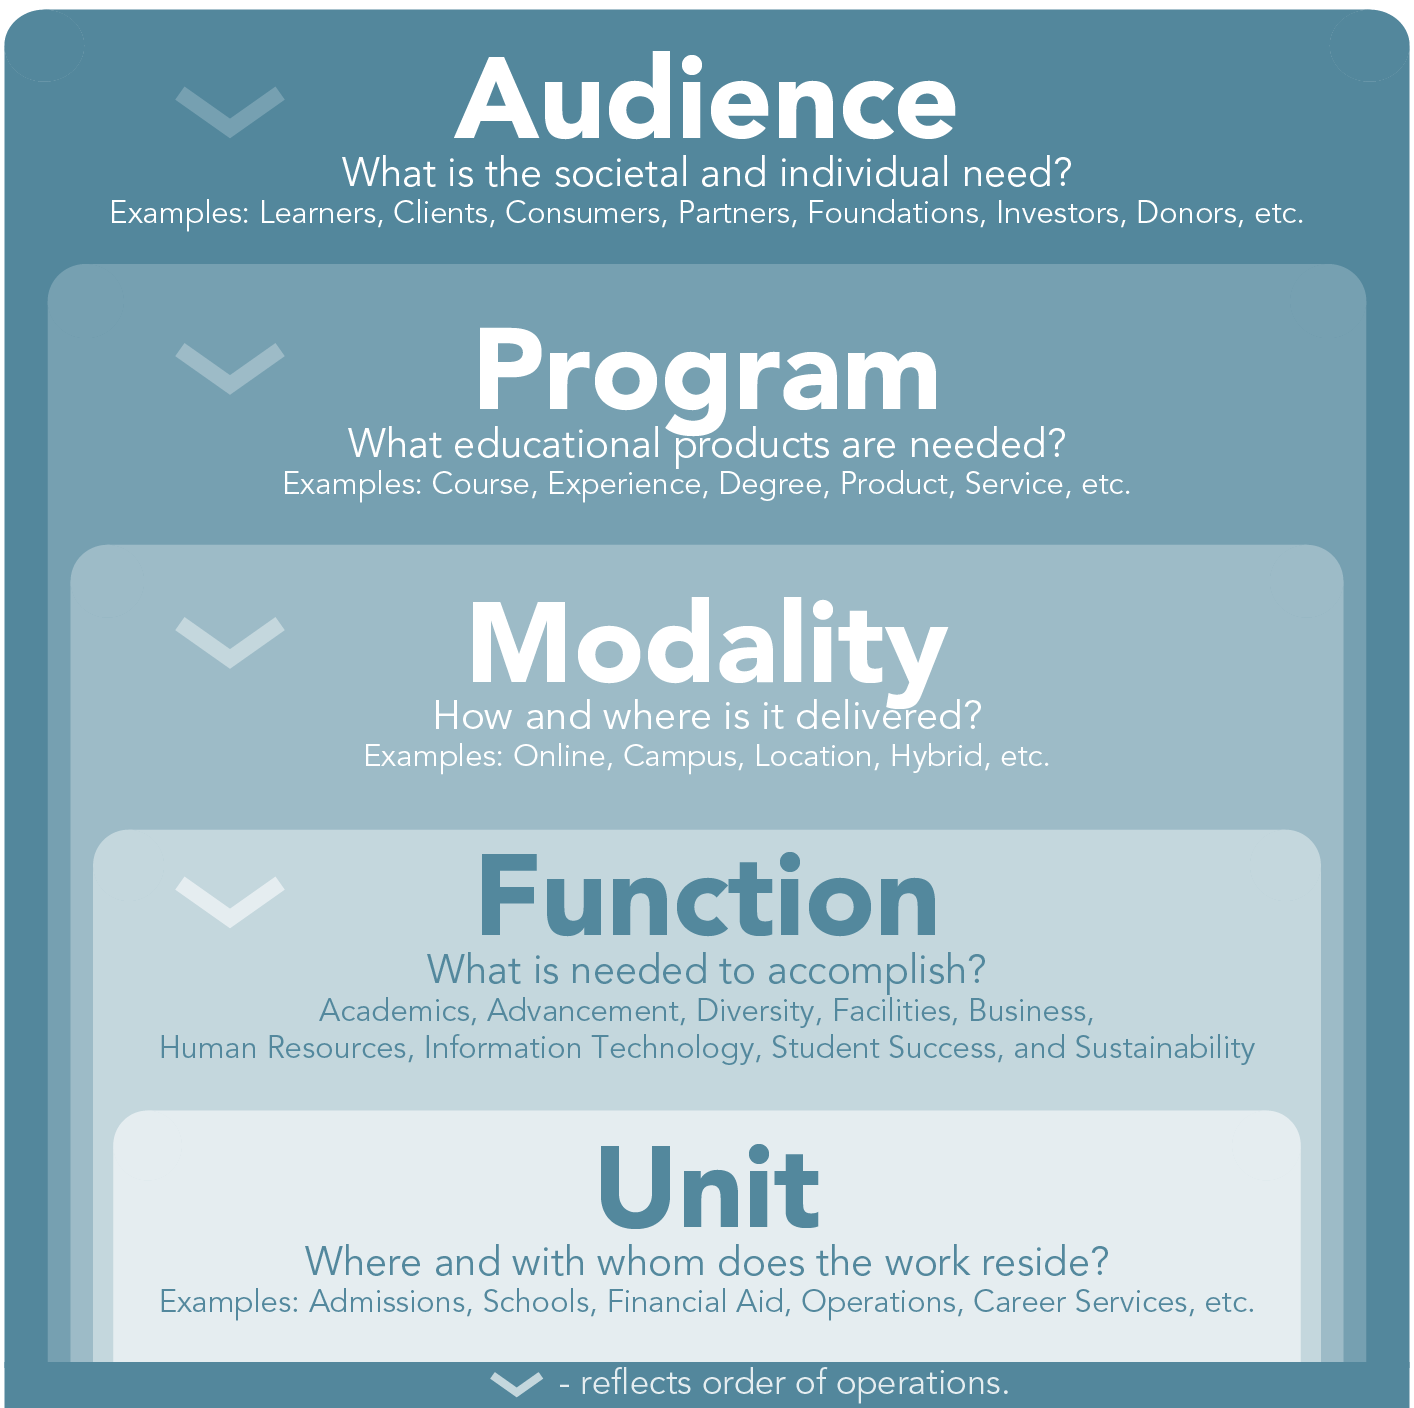 Audience
What is the societal and individual need?
Examples: Learners, Clients, Consumers, Partners, Foundations, Investors, Donors, etc.
Program
What educational products are needed?
Examples: Course, Experience, Degree, Product, Service, etc.
Modality
How and where is it delivered?
Examples: Online, Campus, Location, Hybrid, etc.
Function
What is needed to accomplish?
Academics, Advancement, Diversity, Facilities, Business,
Human Resources, Information Technology, Student Success, and Sustainability
Unit
Where and with whom does the work reside?
Examples: Admissions, Schools, Financial Aid, Operations, Career Services, etc.
- reflects order of operations.